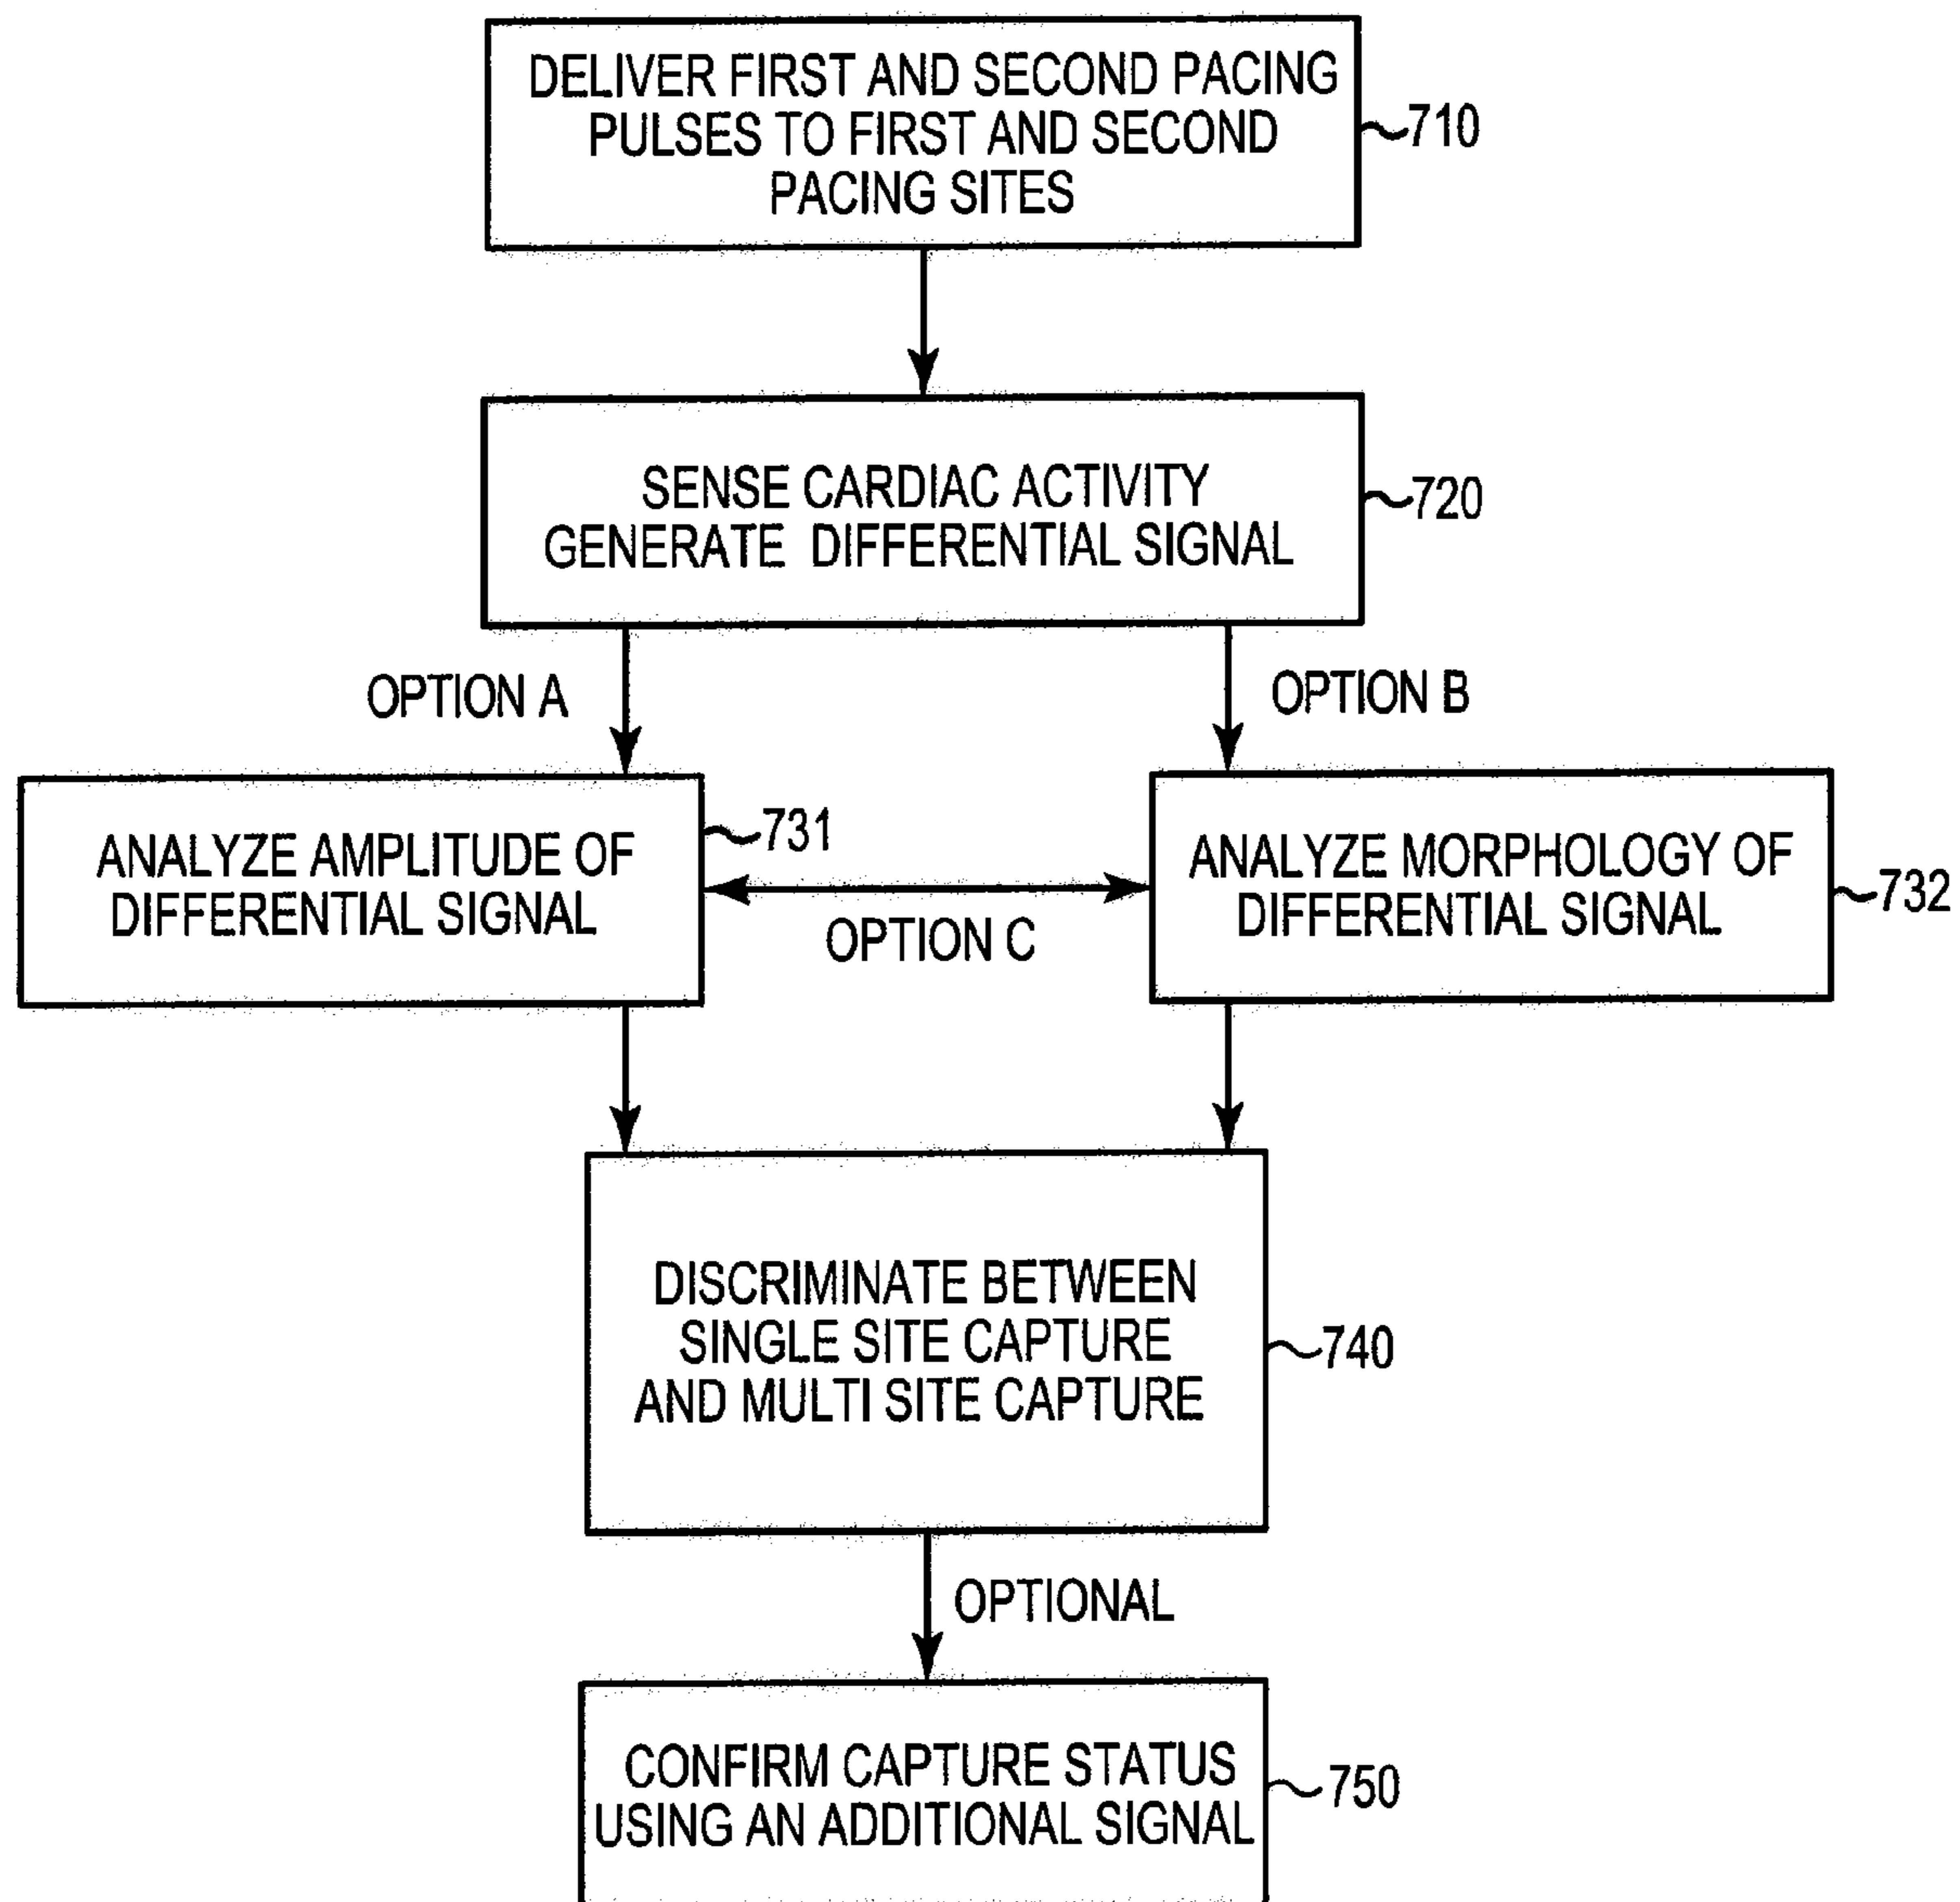 DELIVER FIRST AND SECOND PACING
PULSES TO FIRST AND SECOND
PACING SITES
710
SENSE CARDIAC ACTIVITY
GENERATE DIFFERENTIAL SIGNAL
720
OPTION A
OPTION B
ANALYZE AMPLITUDE OF
DIFFERENTIAL SIGNAL
731
OPTION C
ANALYZE MORPHOLOGY OF
DIFFERENTIAL SIGNAL
732
DISCRIMINATE BETWEEN
SINGLE SITE CAPTURE
AND MULTI SITE CAPTURE
740
OPTIONAL
CONFIRM CAPTURE STATUS
USING AN ADDITIONAL SIGNAL
750